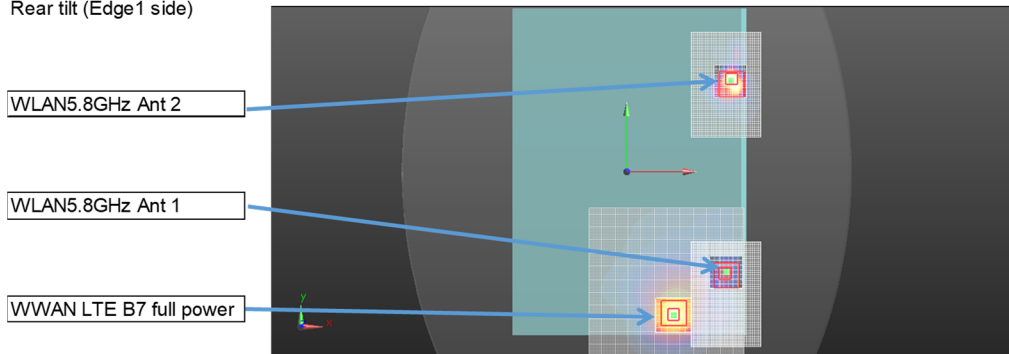 Rear tilt (Edge1 side)
WLAN5.8GHz Ant 2
WLAN5.8GHz Ant 1
WWAN LTE B7 full power
y
x